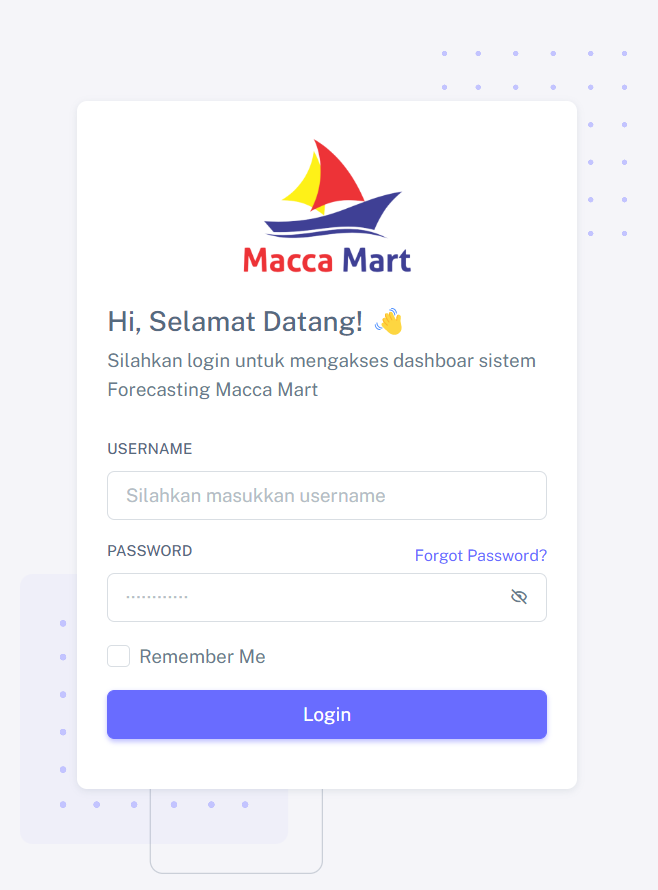 Macca Mart
Hi, Selamat Datang! 👋
Silahkan login untuk mengakses dashboar sistem
Forecasting Macca Mart
USERNAME
Silahkan masukkan username
PASSWORD
Forgot Password?
············
Remember Me
Login